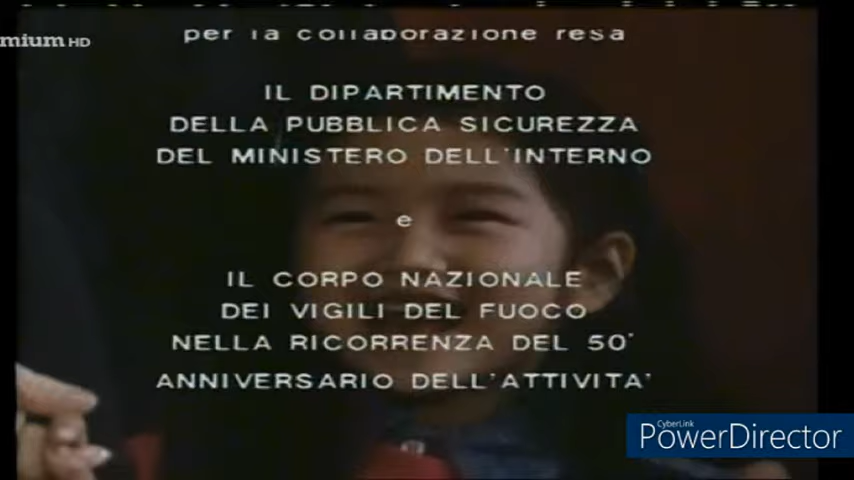 mium HD
per la collaborazione resa
IL DIPARTIMENTO
DELLA PUBBLICA SICUREZZA
DEL MINISTERO DELL'INTERNO
e
IL CORPO NAZIONALE
DEI VIGILI DEL FUOCO
NELLA RICORRENZA DEL 50°
ANNIVERSARIO DELL'ATTIVITA'
CyberLink
PowerDirector